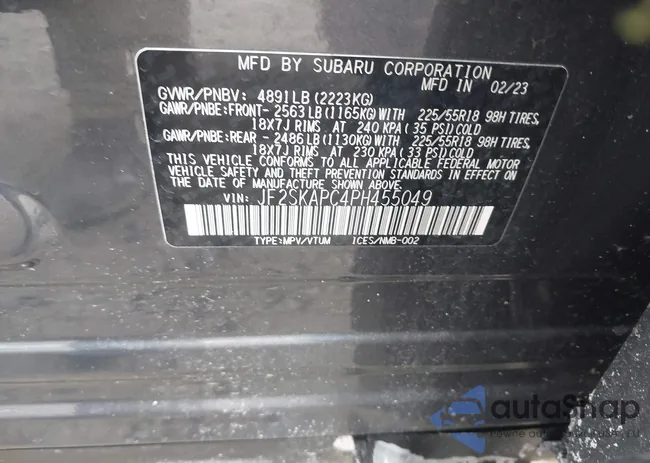 MFD BY SUBARU CORPORATION
MFD IN 02/23
GVWR/PNBV: 4891LB(2223KG)
GAWR/PNBE:FRONT- 2563LB(1165KG)WITH 225/55R18 98H TIRES,
18X7J RIMS AT 240 KPA(35 PSI)COLD
GAWR/PNBE:REAR - 2486LB(1130KG)WITH 225/55R18 98H TIRES,
18X7J RIMS AT 230 KPA(33 PSI)COLD
THIS VEHICLE CONFORMS TO ALL APPLICABLE FEDERAL MOTOR
VEHICLE SAFETY AND THEFT PREVENTION STANDARDS IN EFFECT
ON THE DATE OF MANUFACTURE SHOWN ABOVE.
VIN: JF2SKAPC4PH455049
TYPE:MPV/VTUM ICES/NMB-002
autoShap